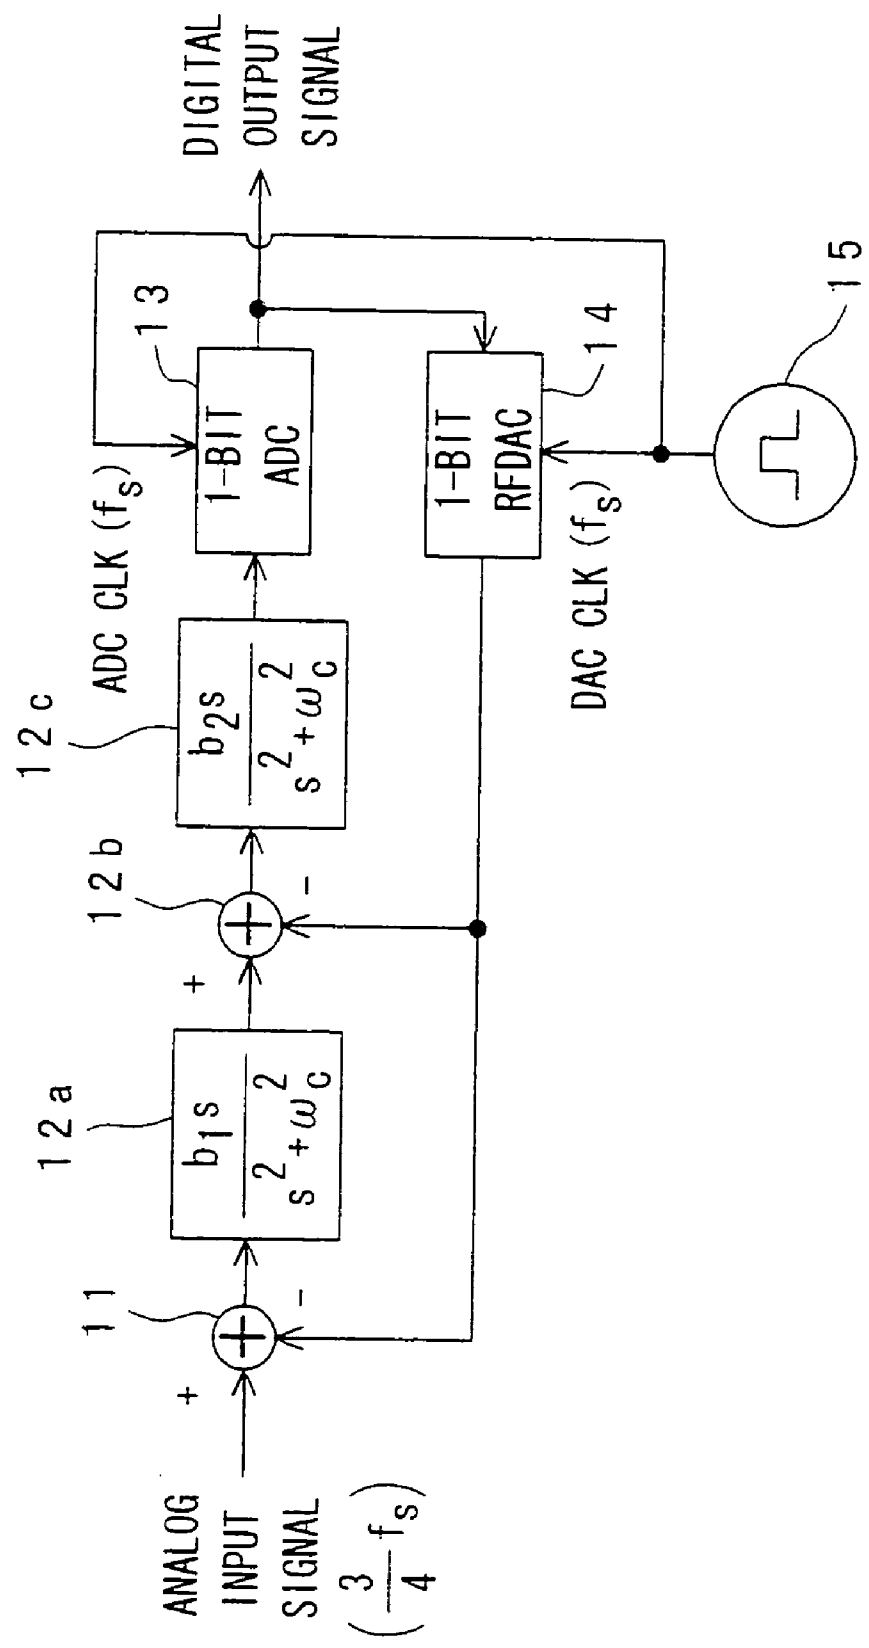 ANALOG
INPUT
SIGNAL
(3/4 fs)
+
-
11
12a
b1s
s2+ωc2
+
-
12b
12c
b2s
s2+ωc2
ADC CLK (fs)
13
1-BIT
ADC
DIGITAL
OUTPUT
SIGNAL
1-BIT
RFDAC
14
DAC CLK (fs)
15